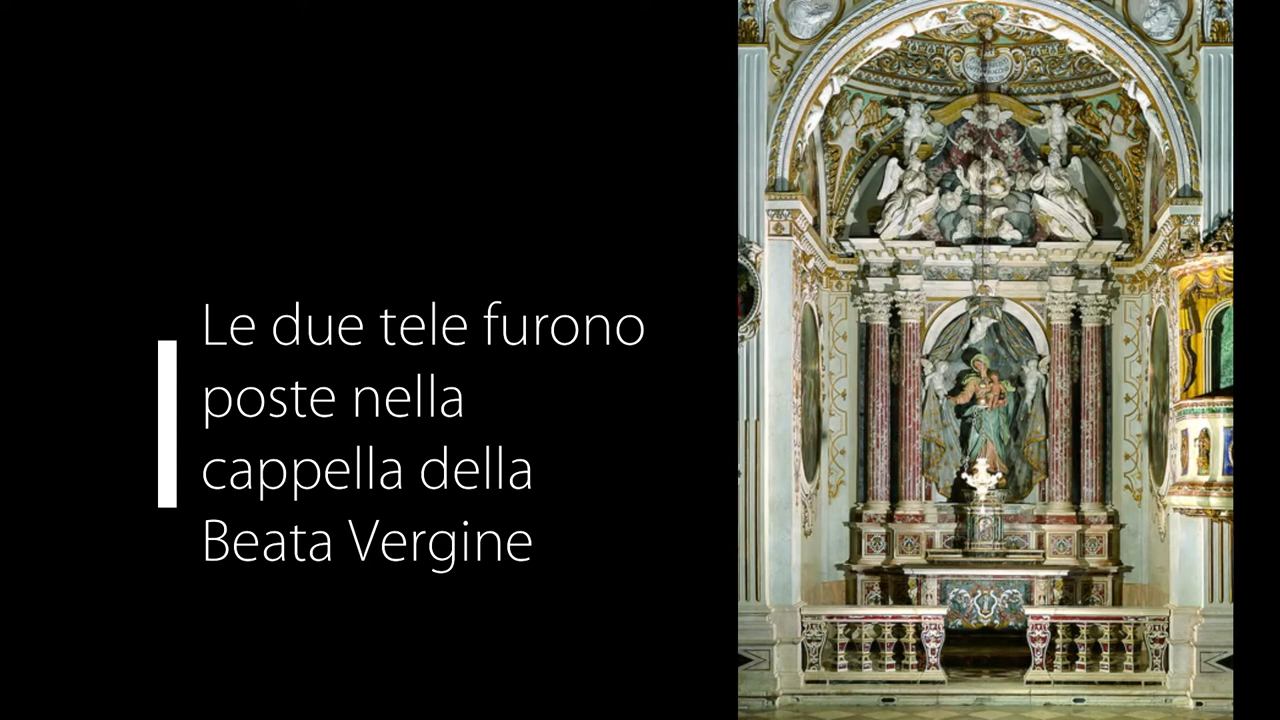 Le due tele furono
poste nella
cappella della
Beata Vergine